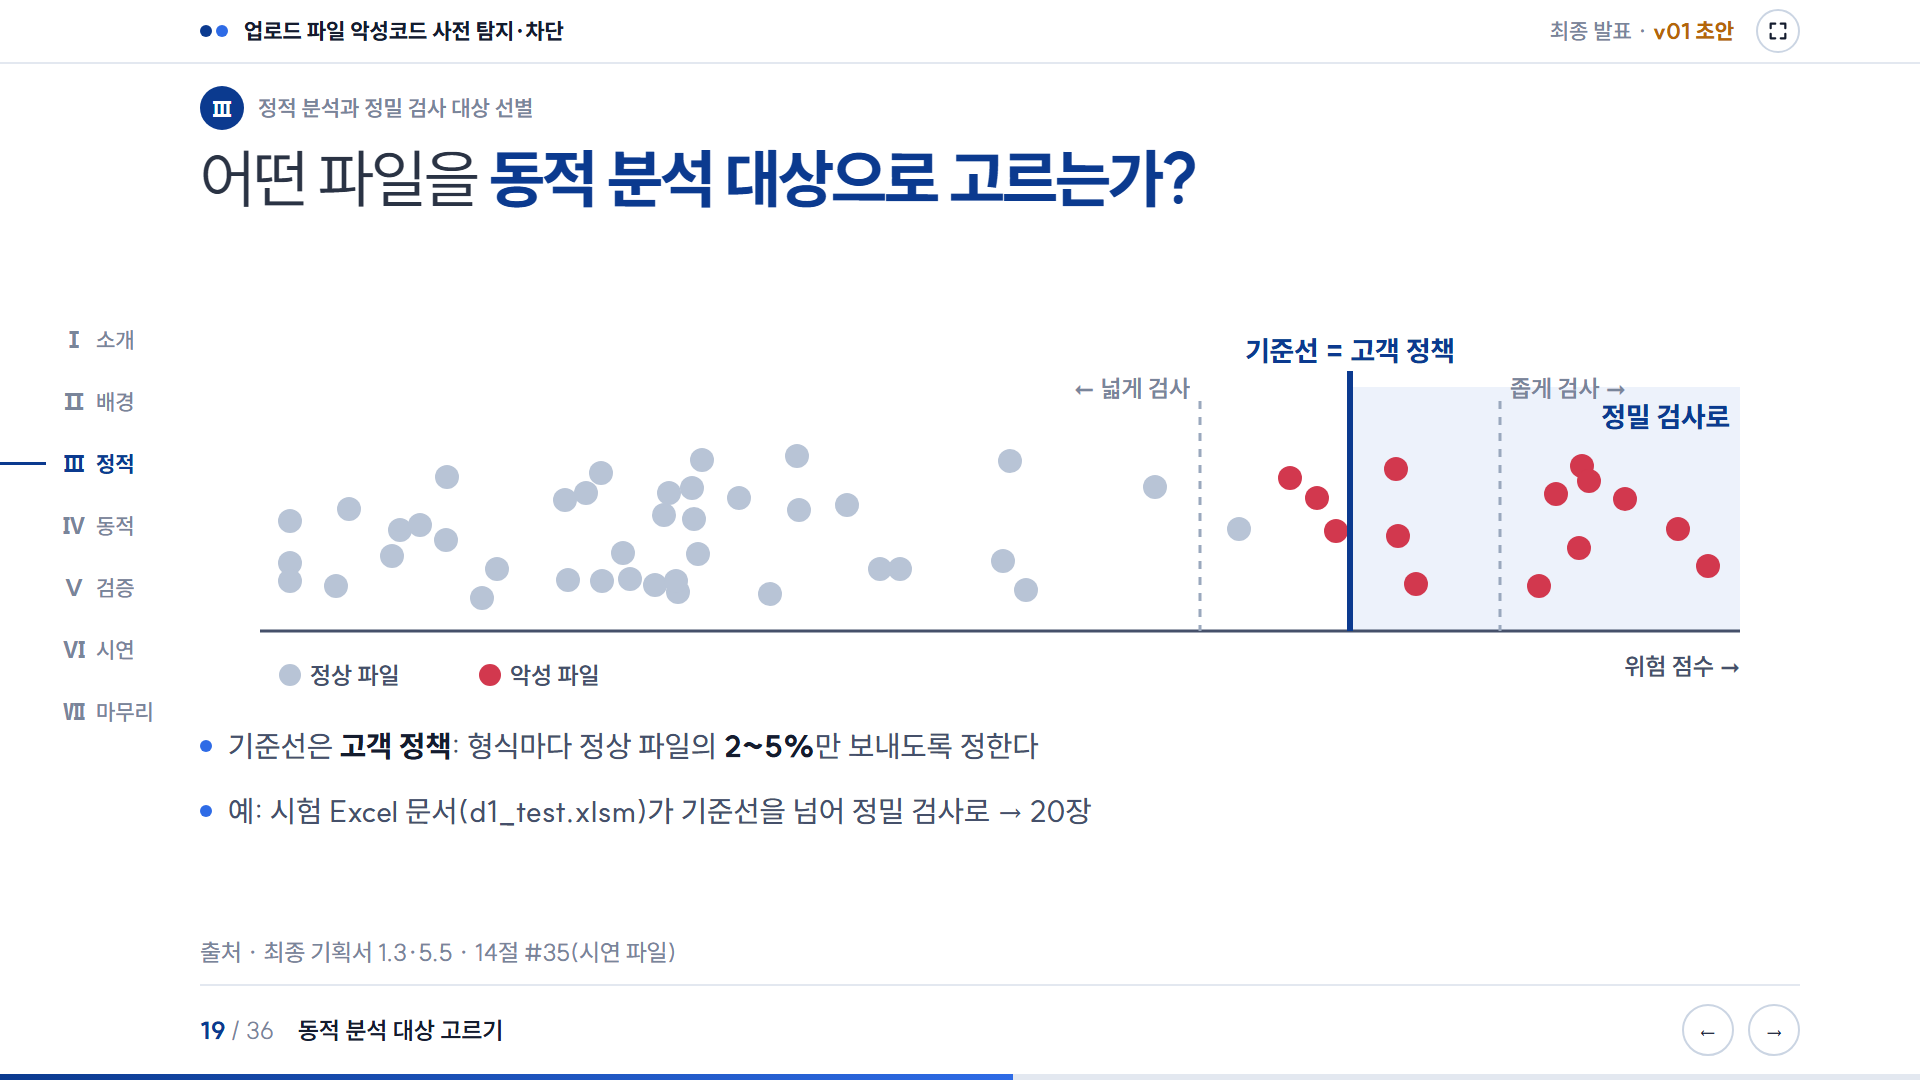 업로드 파일 악성코드 사전 탐지·차단
최종 발표 · v01 초안
Ⅲ 정적 분석과 정밀 검사 대상 선별
어떤 파일을 동적 분석 대상으로 고르는가?
Ⅰ 소개
Ⅱ 배경
Ⅲ 정적
Ⅳ 동적
Ⅴ 검증
Ⅵ 시연
Ⅶ 마무리
기준선 = 고객 정책
← 넓게 검사
좁게 검사 →
정밀 검사로
위험 점수 →
정상 파일
악성 파일
기준선은 고객 정책: 형식마다 정상 파일의 2~5%만 보내도록 정한다
예: 시험 Excel 문서(d1_test.xlsm)가 기준선을 넘어 정밀 검사로 → 20장
출처 · 최종 기획서 1.3·5.5 · 14절 #35(시연 파일)
19 / 36 동적 분석 대상 고르기
← →